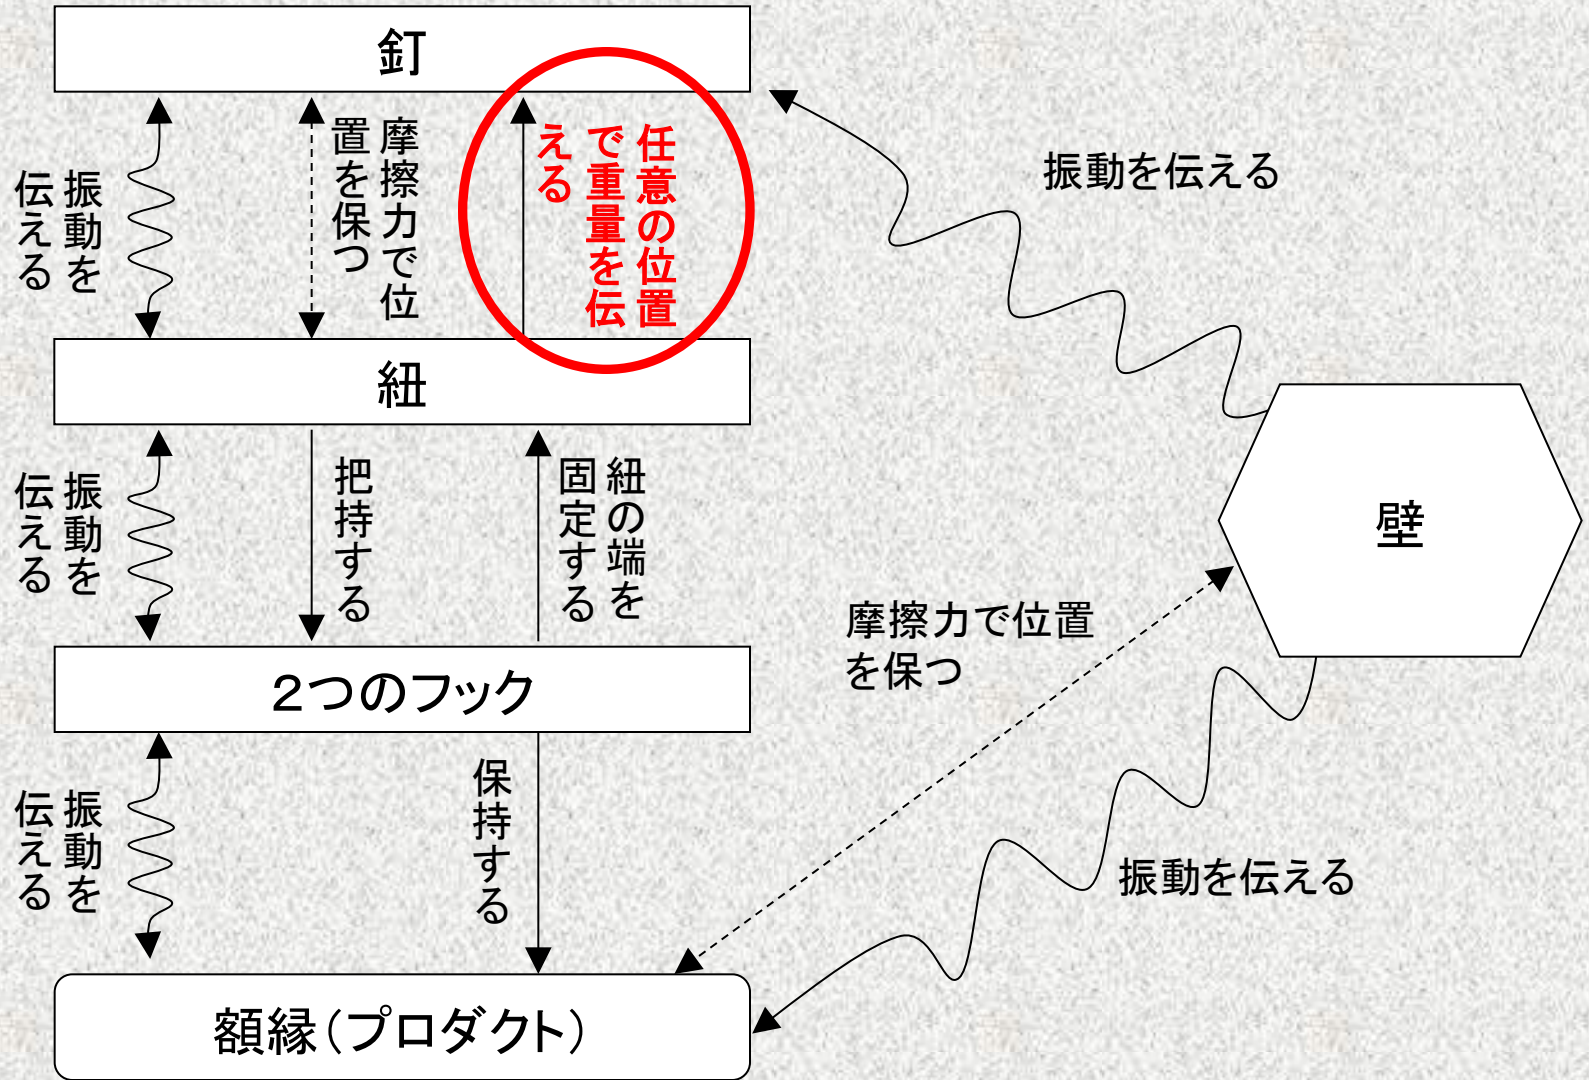 釘
振動を
伝える
摩擦力で位
置を保つ
任意の位置
で重量を伝
える
振動を伝える
紐
振動を
伝える
把持する
紐の端を
固定する
壁
摩擦力で位置
を保つ
２つのフック
振動を
伝える
保持する
振動を伝える
額縁（プロダクト）